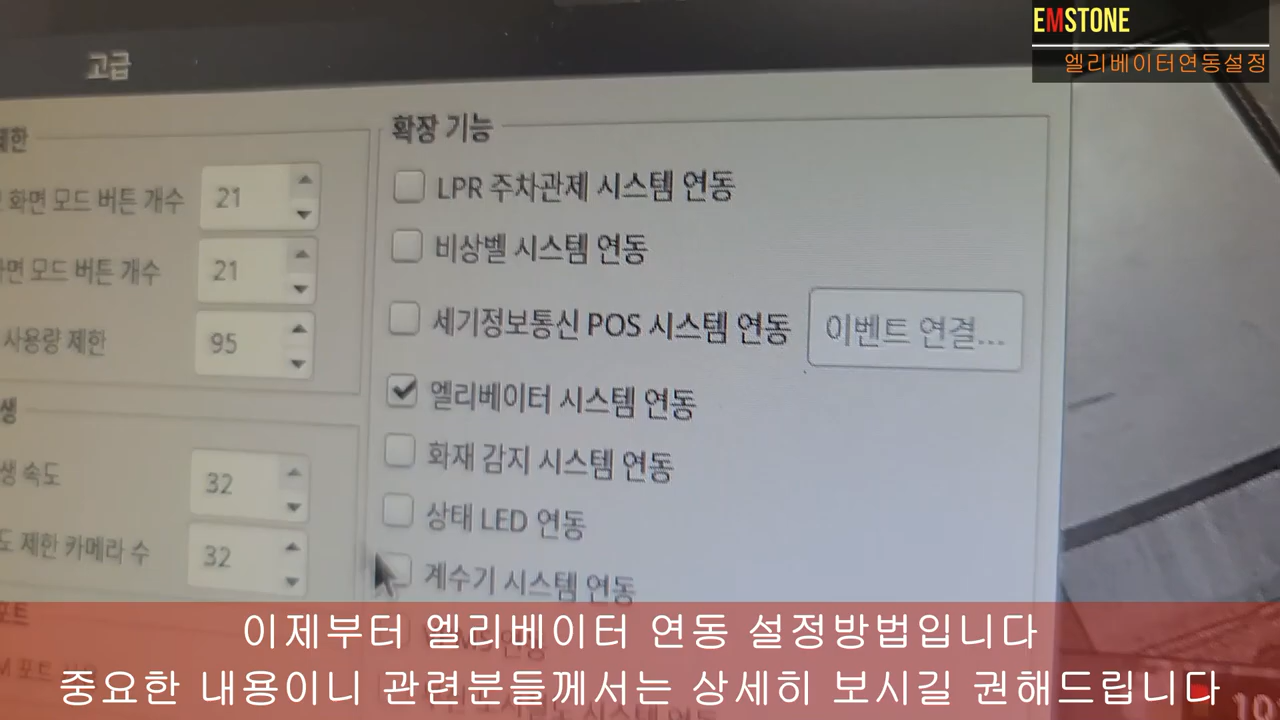 EMSTONE
엘리베이터연동설정
고급
제한
화면 모드 버튼 개수 21
면 모드 버튼 개수 21
사용량 제한 95
생
생 속도 32
도 제한 카메라 수 32
포트
확장 기능
LPR 주차관제 시스템 연동
비상벨 시스템 연동
세기정보통신 POS 시스템 연동 이벤트 연결...
엘리베이터 시스템 연동
화재 감지 시스템 연동
상태 LED 연동
계수기 시스템 연동
이제부터 엘리베이터 연동 설정방법입니다
중요한 내용이니 관련분들께서는 상세히 보시길 권해드립니다